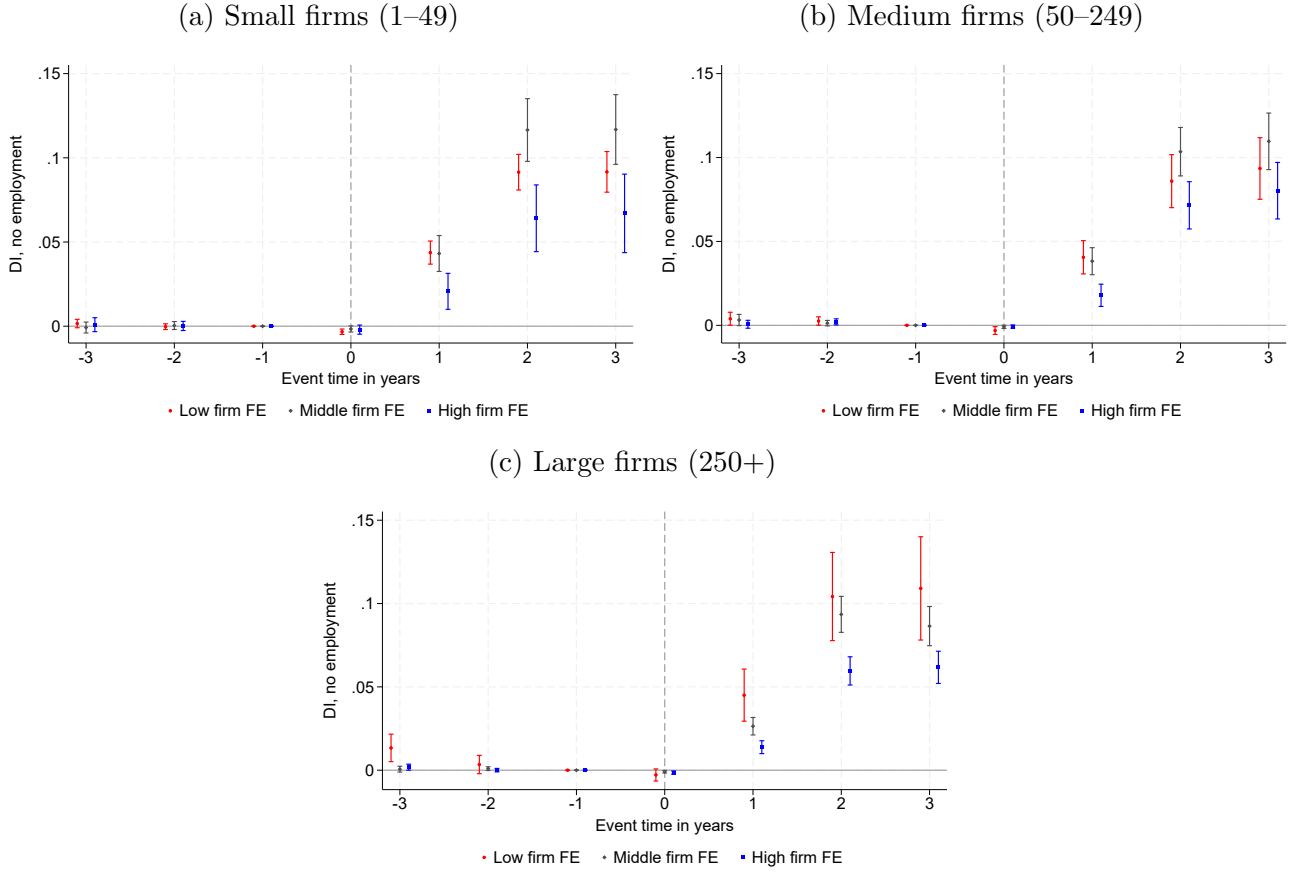 (a) Small firms (1–49)
.15
.1
.05
0
DI, no employment
-3 -2 -1 0 1 2 3
Event time in years
Low firm FE Middle firm FE High firm FE
(b) Medium firms (50–249)
.15
.1
.05
0
DI, no employment
-3 -2 -1 0 1 2 3
Event time in years
Low firm FE Middle firm FE High firm FE
(c) Large firms (250+)
.15
.1
.05
0
DI, no employment
-3 -2 -1 0 1 2 3
Event time in years
Low firm FE Middle firm FE High firm FE